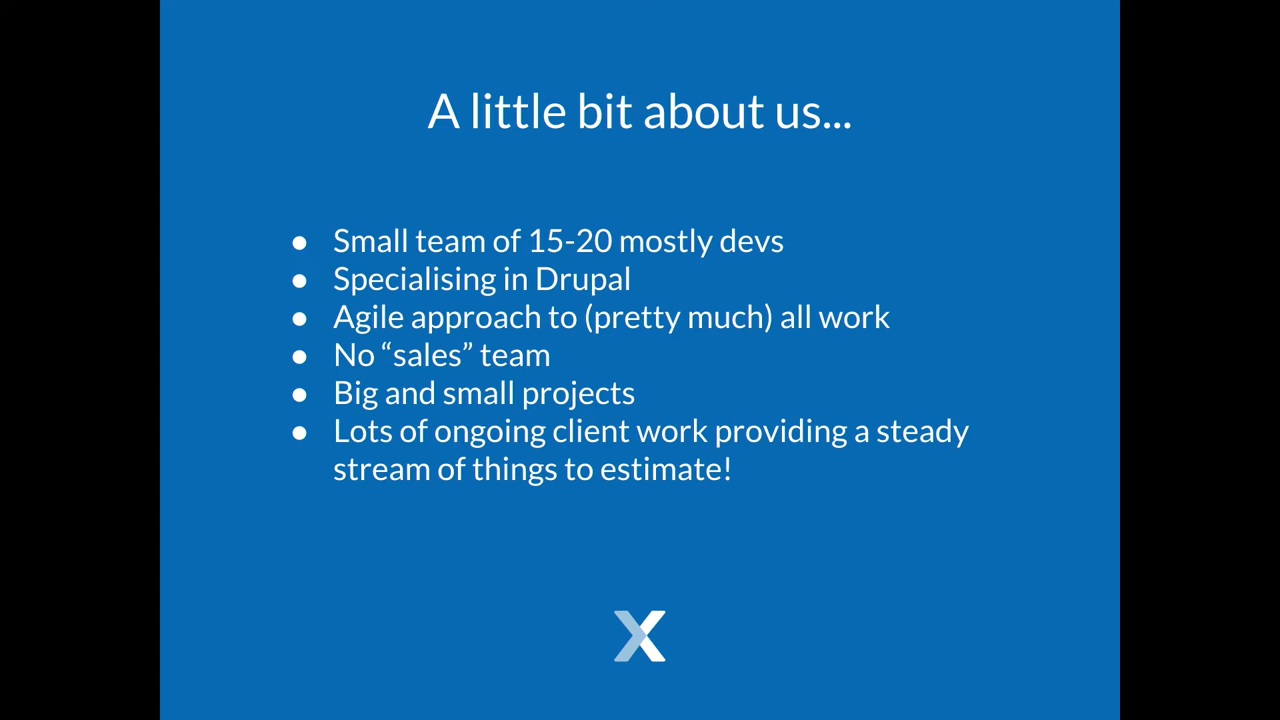 A little bit about us...
● Small team of 15-20 mostly devs
● Specialising in Drupal
● Agile approach to (pretty much) all work
● No “sales” team
● Big and small projects
● Lots of ongoing client work providing a steady
stream of things to estimate!
X